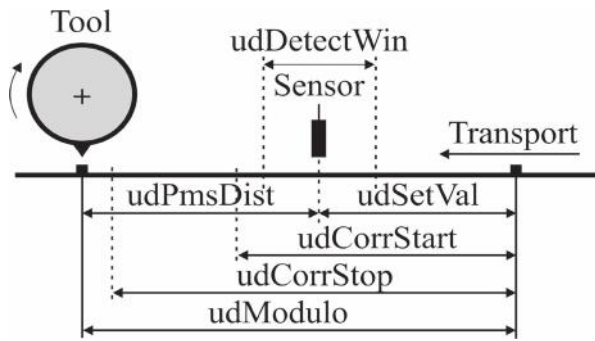 Tool
udDetectWin
Sensor
Transport
udPmsDist
udSetVal
udCorrStart
udCorrStop
udModulo